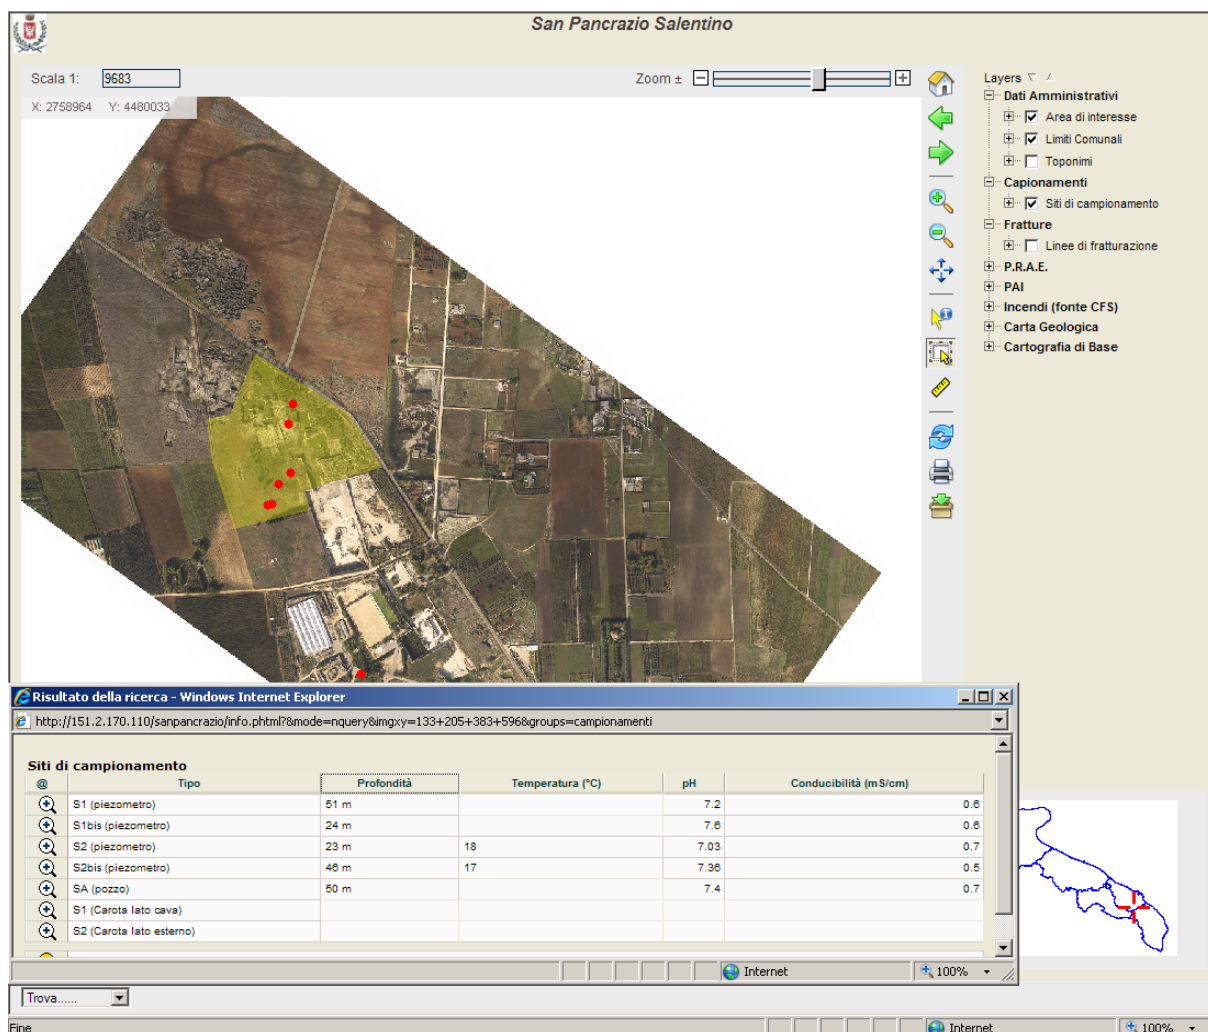 San Pancrazio Salentino
Scala 1: 9683
Zoom ±
X: 2758964 Y: 4480033
Layers
Dati Amministrativi
Area di interesse
Limiti Comunali
Toponimi
Capionamenti
Siti di campionamento
Fratture
Linee di fratturazione
P.R.A.E.
PAI
Incendi (fonte CFS)
Carta Geologica
Cartografia di Base
Risultato della ricerca - Windows Internet Explorer
http://151.2.170.110/sanpancrazio/info.phtml?&mode=nquery&imgxy=133+205+383+596&groups=campionamenti
Siti di campionamento
@ Tipo Profondità Temperatura (°C) pH Conducibilità (mS/cm)
S1 (piezometro) 51 m 7.2 0.6
S1bis (piezometro) 24 m 7.6 0.6
S2 (piezometro) 23 m 18 7.03 0.7
S2bis (piezometro) 46 m 17 7.36 0.5
SA (pozzo) 50 m 7.4 0.7
S1 (Carota lato cava)
S2 (Carota lato esterno)
Internet 100%
Trova......
Fine Internet 100%